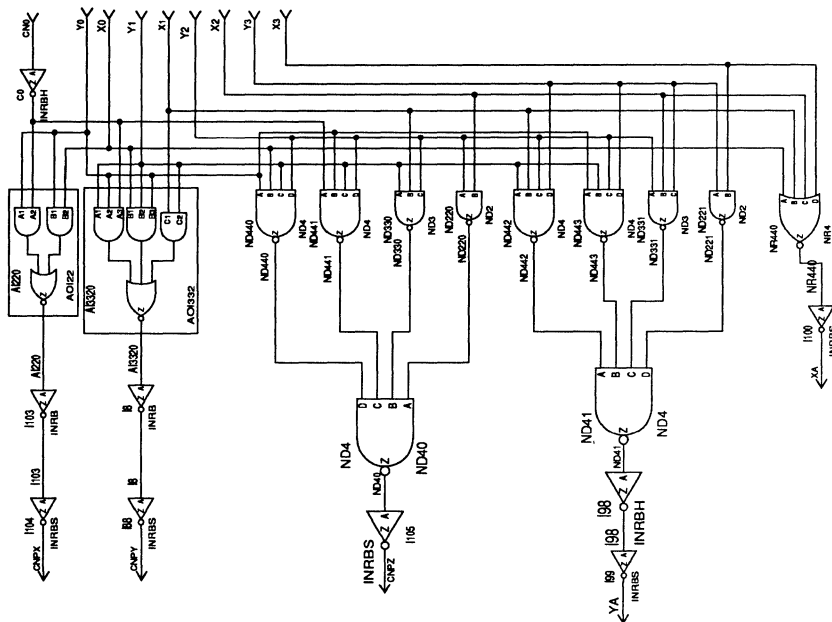 CN0
Y0
X0
Y1
X1
Y2
X2
Y3
X3
A
Z
C0
INRBH
A1
A2
B1
B2
Z
AI220
AOI22
A1
A2
A3
B1
B2
B3
C1
C2
Z
AI3320
AOI332
A
B
C
D
Z
ND440
ND4
A
B
C
D
Z
ND441
ND4
A
B
C
Z
ND330
ND3
A
B
Z
ND220
ND2
A
B
C
D
Z
ND442
ND4
A
B
C
D
Z
ND443
ND4
A
B
C
Z
ND331
ND3
A
B
Z
ND221
ND2
A
B
C
D
Z
NR440
NR4
ND440
ND441
ND330
ND220
ND442
ND443
ND331
ND221
NR440
A
Z
I100
INRBS
XA
AI220
A
Z
I103
INRB
I103
A
Z
I104
INRBS
CNPX
AI3320
A
Z
I8
INRB
I8
A
Z
I88
INRBS
CNPY
D
C
B
A
Z
ND4
ND40
ND40
A
Z
INRBS
I105
CNPZ
A
B
C
D
Z
ND41
ND4
ND41
A
Z
I98
INRBH
I98
A
Z
I99
INRBS
YA